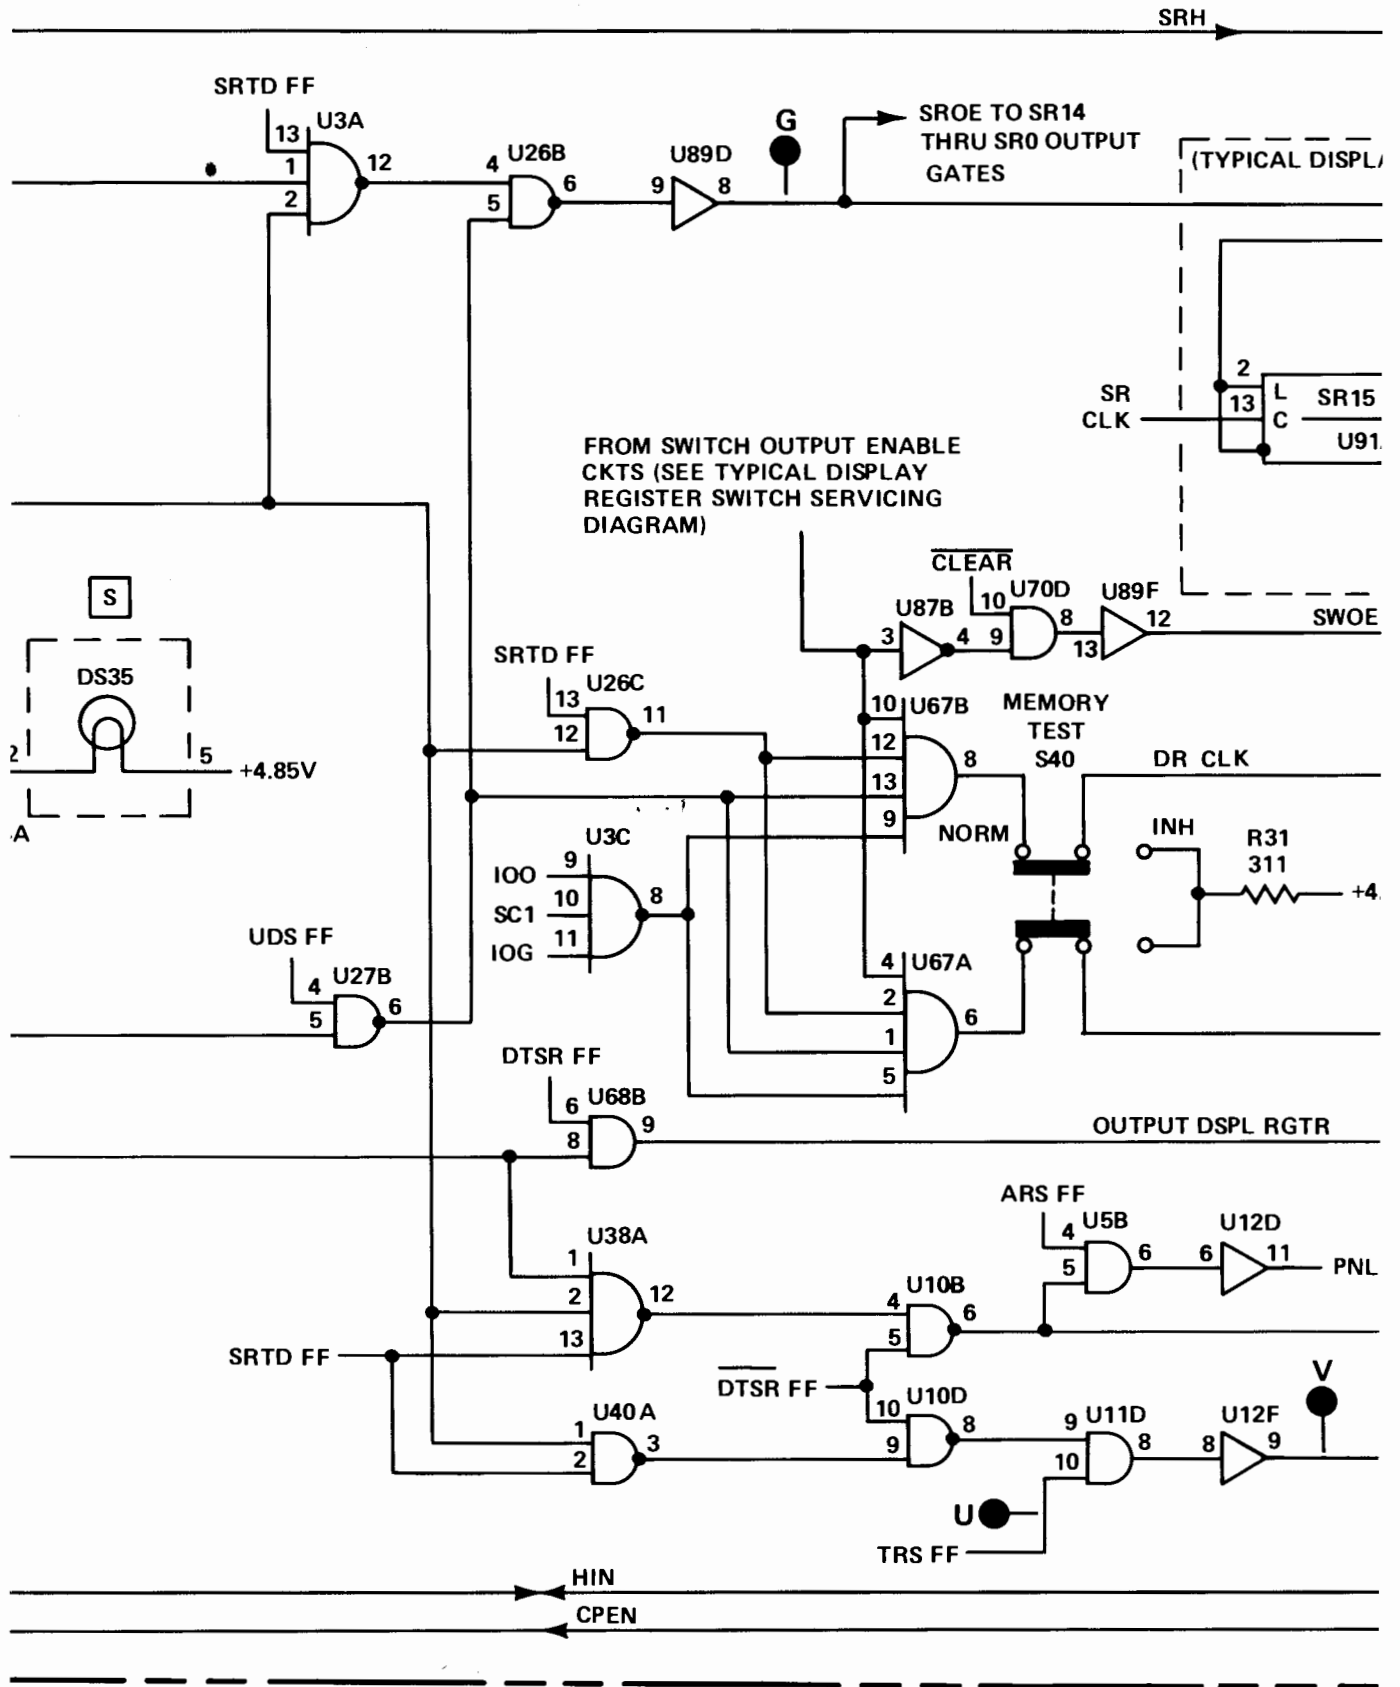 SRH
SRTD FF
U3A
13
1
2
12
U26B
4
5
6
U89D
9
8
G
SROE TO SR14
THRU SR0 OUTPUT
GATES
(TYPICAL DISPL
2
13
L
C
SR15
U91
SR
CLK
FROM SWITCH OUTPUT ENABLE
CKTS (SEE TYPICAL DISPLAY
REGISTER SWITCH SERVICING
DIAGRAM)
CLEAR
U87B
3
4
10
9
U70D
8
13
U89F
12
SWOE
S
DS35
2
5
+4.85V
A
SRTD FF
U26C
13
12
11
10
12
13
9
U67B
8
MEMORY
TEST
S40
DR CLK
NORM
INH
R31
311
+4.
U3C
IOO
9
SC1
10
IOG
11
8
UDS FF
U27B
4
5
6
U67A
4
2
1
5
6
DTSR FF
U68B
6
8
9
OUTPUT DSPL RGTR
ARS FF
U5B
4
5
6
U12D
6
11
PNL
U38A
1
2
13
12
SRTD FF
U10B
4
5
6
DTSR FF
U10D
10
9
8
U40A
1
2
3
U11D
9
10
8
U12F
8
9
V
U
TRS FF
HIN
CPEN